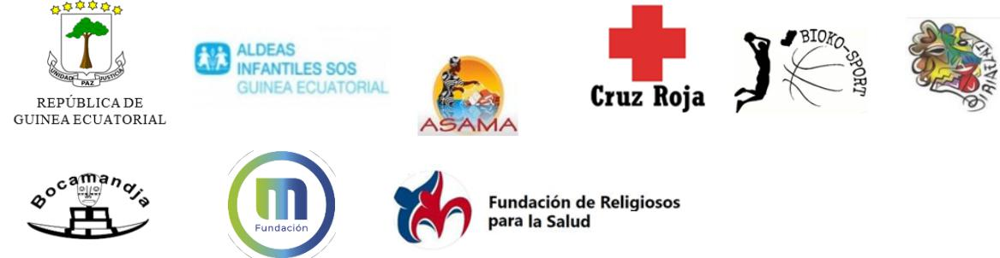 UNIDAD PAZ JUSTICIA
REPÚBLICA DE
GUINEA ECUATORIAL
ALDEAS
INFANTILES SOS
GUINEA ECUATORIAL
ASAMA
Cruz Roja
BIOKO-SPORT
Bocamandja
m
Fundación
Fundación de Religiosos
para la Salud